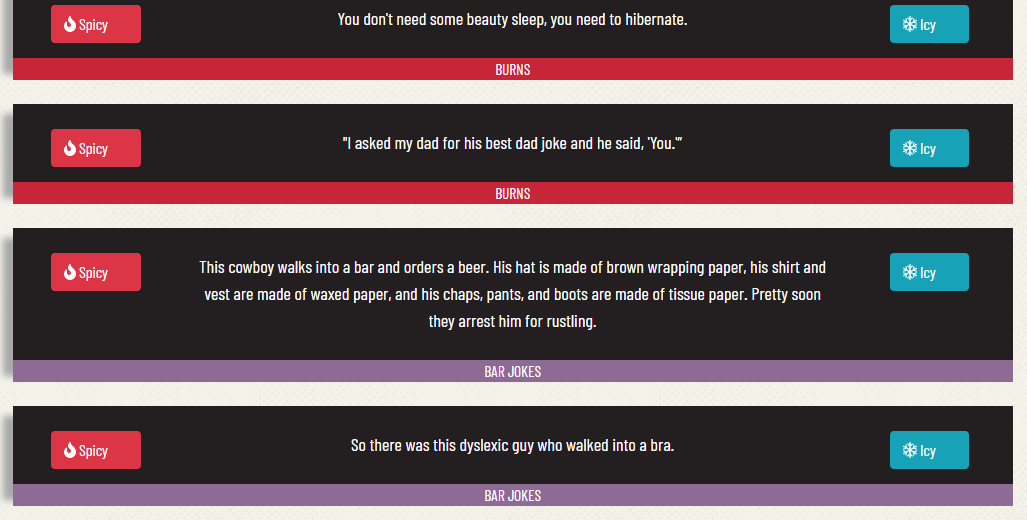 Spicy
You don't need some beauty sleep, you need to hibernate.
Icy
BURNS
Spicy
"I asked my dad for his best dad joke and he said, 'You.'”
Icy
BURNS
Spicy
This cowboy walks into a bar and orders a beer. His hat is made of brown wrapping paper, his shirt and
vest are made of waxed paper, and his chaps, pants, and boots are made of tissue paper. Pretty soon
they arrest him for rustling.
Icy
BAR JOKES
Spicy
So there was this dyslexic guy who walked into a bra.
Icy
BAR JOKES